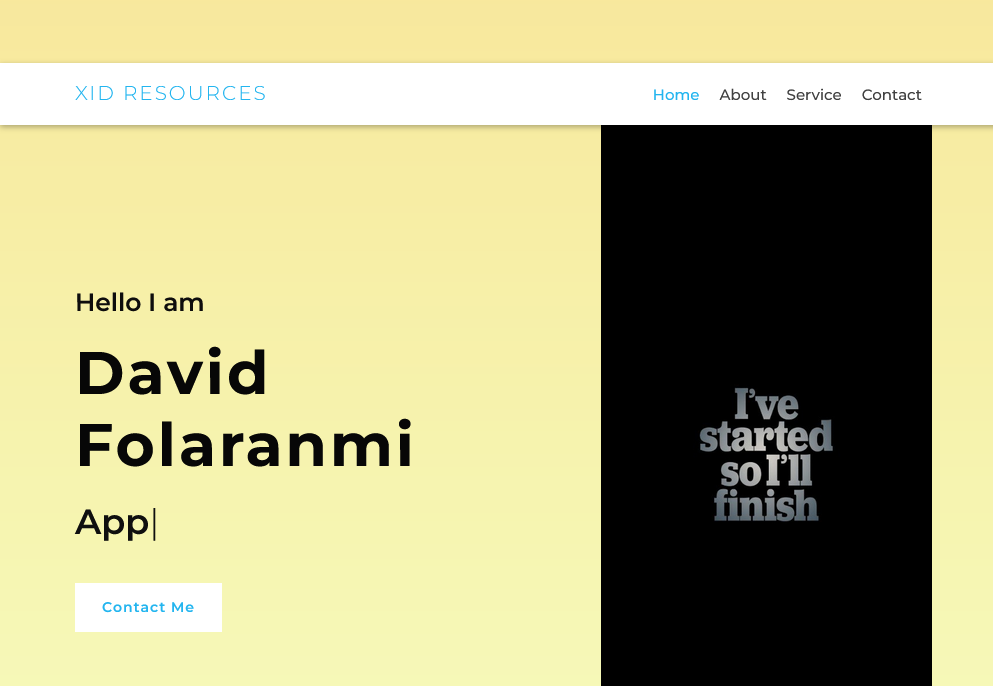 XID RESOURCES
Home About Service Contact
Hello I am
David
Folaranmi
App
Contact Me
I've
started
so I'll
finish